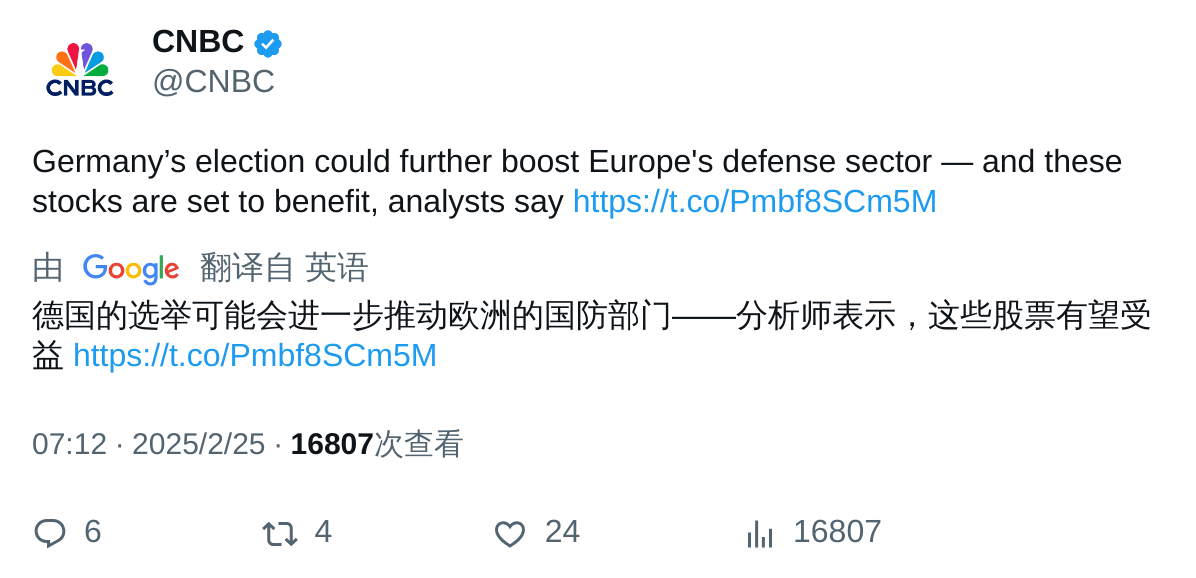 CNBC
CNBC
@CNBC
Germany’s election could further boost Europe's defense sector — and these
stocks are set to benefit, analysts say https://t.co/Pmbf8SCm5M
由 Google 翻译自 英语
德国的选举可能会进一步推动欧洲的国防部门——分析师表示，这些股票有望受
益 https://t.co/Pmbf8SCm5M
07:12 · 2025/2/25 · 16807次查看
6 4 24 16807